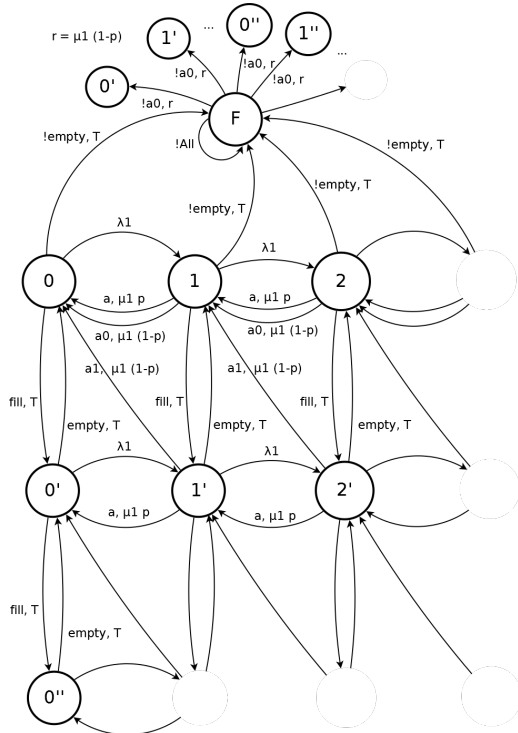 r = μ1 (1-p)
1'
...
0''
1''
...
0'
!a0, r
!a0, r
!a0, r
!a0, r
F
!All
!empty, T
!empty, T
!empty, T
!empty, T
λ1
λ1
0
1
2
a, μ1 p
a, μ1 p
a0, μ1 (1-p)
a0, μ1 (1-p)
a1, μ1 (1-p)
a1, μ1 (1-p)
fill, T
fill, T
fill, T
empty, T
empty, T
empty, T
λ1
λ1
0'
1'
2'
a, μ1 p
a, μ1 p
fill, T
empty, T
0''